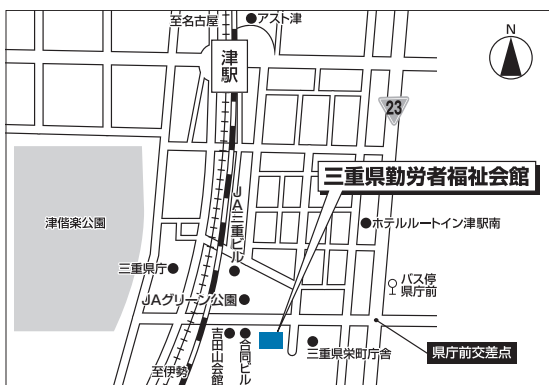 至名古屋
アスト津
N
津駅
23
三重県勤労者福祉会館
津偕楽公園
JA三重ビル
ホテルルートイン津駅南
三重県庁
バス停
県庁前
JAグリーン公園
吉田山会館
合同ビル
三重県栄町庁舎
県庁前交差点
至伊勢